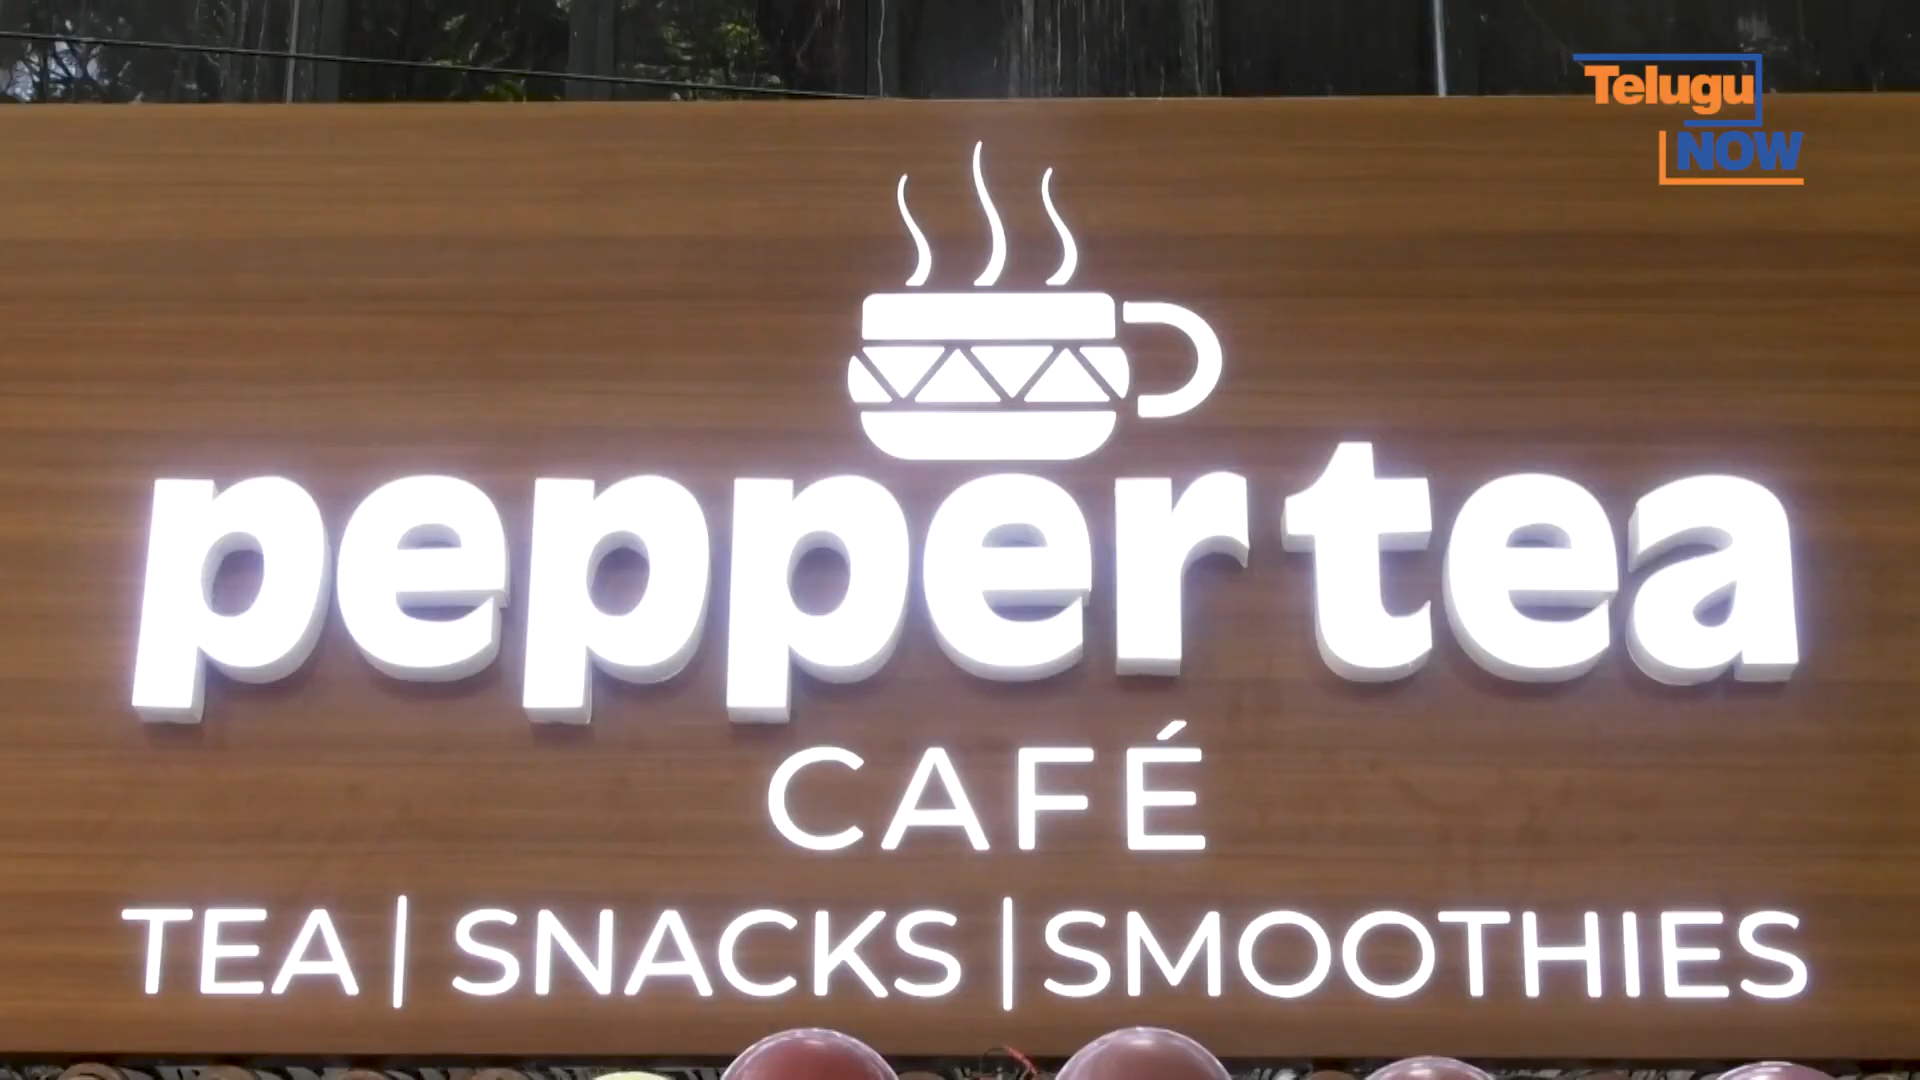 Telugu
NOW
pepper tea
CAFÉ
TEA | SNACKS | SMOOTHIES